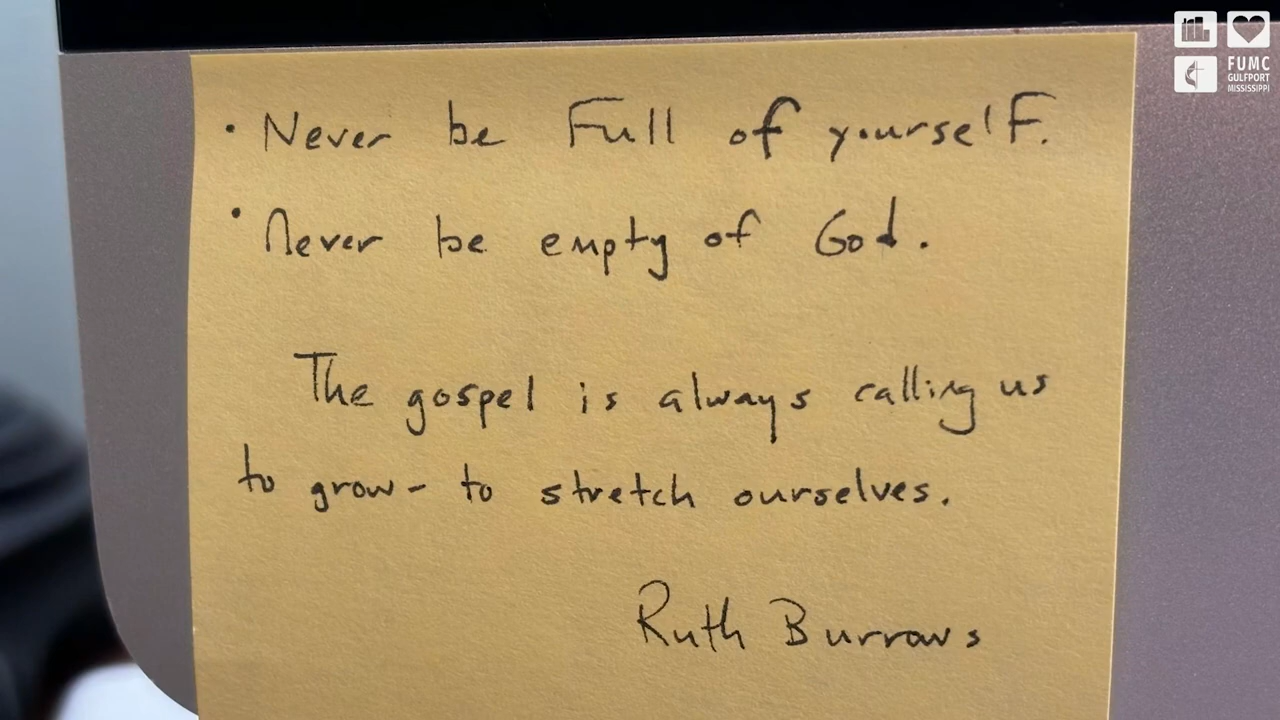 • Never be Full of yourselF.
• Never be empty of God.
The gospel is always calling us
to grow- to stretch ourselves.
Ruth Burrows
FUMC
GULFPORT
MISSISSIPPI